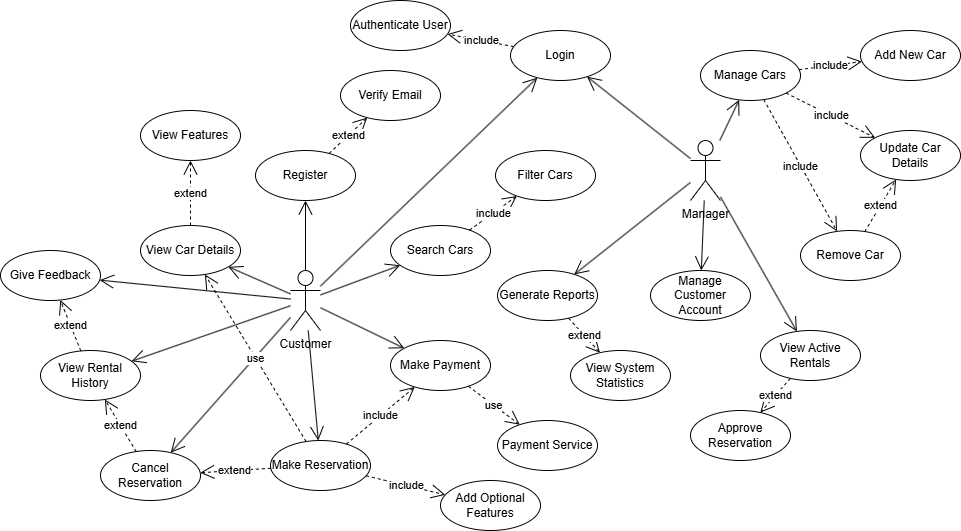 Authenticate User
include
Login
Add New Car
include
Manage Cars
Verify Email
include
View Features
extend
Update Car
Details
include
Register
Filter Cars
extend
include
extend
Manager
View Car Details
Search Cars
Remove Car
Give Feedback
Generate Reports
Manage
Customer
Account
extend
Customer
extend
use
View Rental
History
Make Payment
View System
Statistics
View Active
Rentals
extend
use
include
extend
Approve
Reservation
Payment Service
Cancel
Reservation
extend
Make Reservation
include
Add Optional
Features